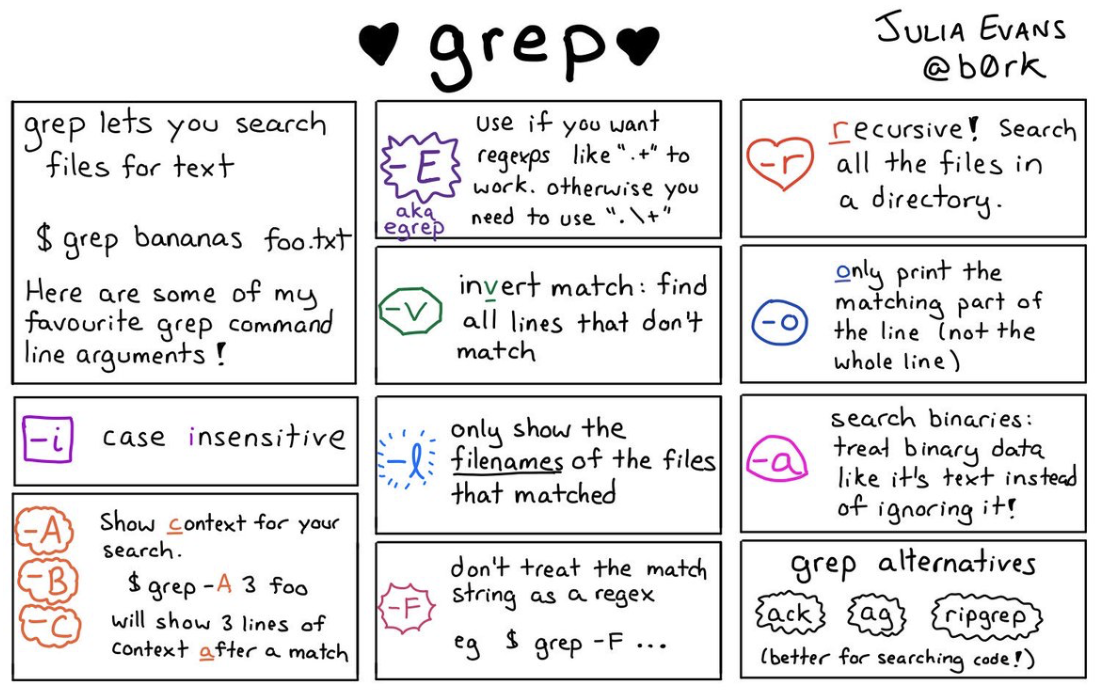 ♥ grep ♥
JULIA EVANS
@b0rk
grep lets you search
files for text
$ grep bananas foo.txt
Here are some of my
favourite grep command
line arguments!
-i
case insensitive
-A
-B
-C
Show context for your
search.
$ grep -A 3 foo
will show 3 lines of
context after a match
-E
aka
egrep
use if you want
regexps like ".+" to
work. otherwise you
need to use ".\+"
-v
invert match: find
all lines that don't
match
-l
only show the
filenames of the files
that matched
-F
don't treat the match
string as a regex
eg $ grep -F ...
-r
recursive! Search
all the files in
a directory.
-o
only print the
matching part of
the line (not the
whole line)
-a
search binaries:
treat binary data
like it's text instead
of ignoring it!
grep alternatives
ack ag ripgrep
(better for searching code!)